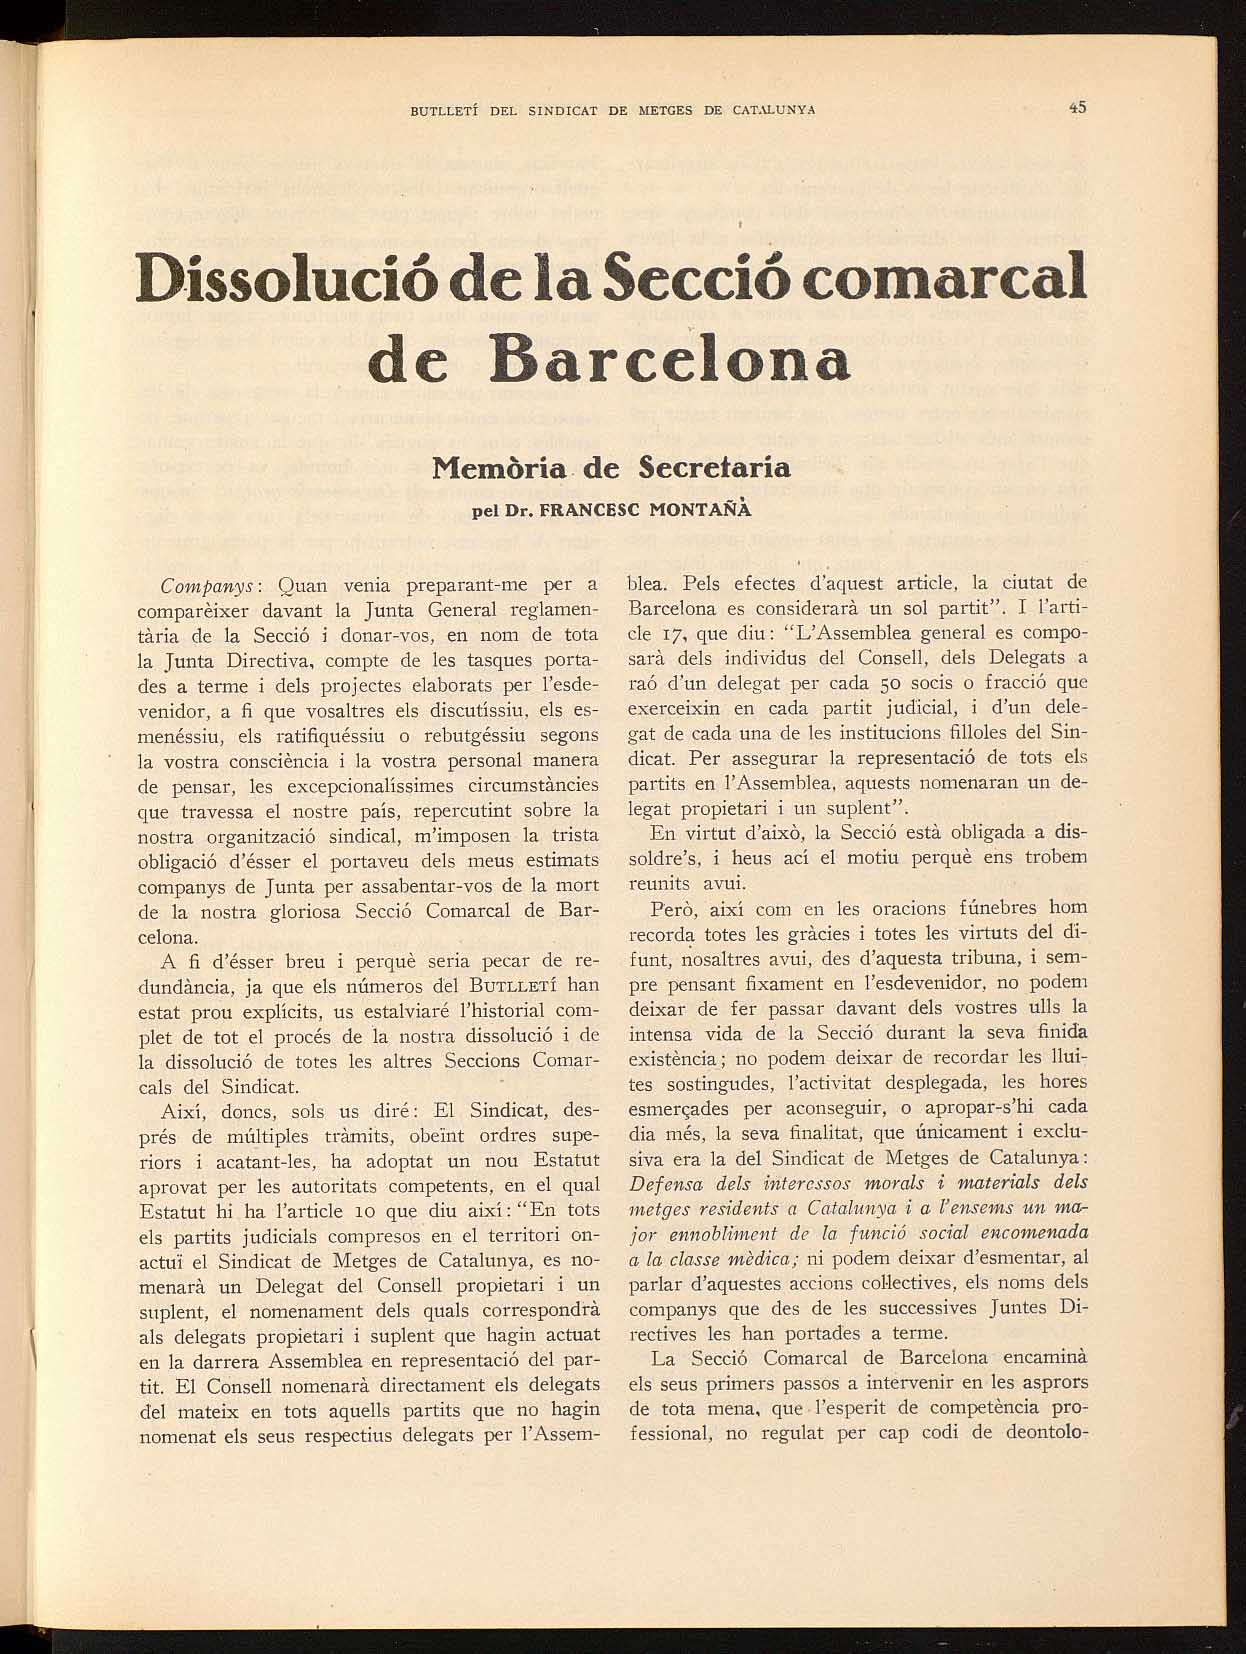 BUTLLETÍ DEL SINDICAT DE METGES DE CATALUNYA 45
Dissolució de la Secció comarcal
de Barcelona
Memòria de Secretaria
pel Dr. FRANCESC MONTAÑÀ
Companys: Quan venia preparant-me per a
comparèixer davant la Junta General reglamen-
tària de la Secció i donar-vos, en nom de tota
la Junta Directiva, compte de les tasques porta-
des a terme i dels projectes elaborats per l'esde-
venidor, a fi que vosaltres els discutíssiu, els es-
menéssiu, els ratifiquéssiu o rebutgéssiu segons
la vostra consciència i la vostra personal manera
de pensar, les excepcionalíssimes circumstàncies
que travessa el nostre país, repercutint sobre la
nostra organització sindical, m'imposen la trista
obligació d'ésser el portaveu dels meus estimats
companys de Junta per assabentar-vos de la mort
de la nostra gloriosa Secció Comarcal de Bar-
celona.
A fi d'ésser breu i perquè seria pecar de re-
dundància, ja que els números del BUTLLETÍ han
estat prou explícits, us estalviaré l'historial com-
plet de tot el procés de la nostra dissolució i de
la dissolució de totes les altres Seccions Comar-
cals del Sindicat.
Així, doncs, sols us diré: El Sindicat, des-
prés de múltiples tràmits, obeïnt ordres supe-
riors i acatant-les, ha adoptat un nou Estatut
aprovat per les autoritats competents, en el qual
Estatut hi ha l'article 10 que diu així: "En tots
els partits judicials compresos en el territori on-
actuï el Sindicat de Metges de Catalunya, es no-
menarà un Delegat del Consell propietari i un
suplent, el nomenament dels quals correspondrà
als delegats propietari i suplent que hagin actuat
en la darrera Assemblea en representació del par-
tit. El Consell nomenarà directament els delegats
del mateix en tots aquells partits que no hagin
nomenat els seus respectius delegats per l'Assem-
blea. Pels efectes d'aquest article, la ciutat de
Barcelona es considerarà un sol partit". I l'arti-
cle 17, que diu: "L'Assemblea general es compo-
sarà dels individus del Consell, dels Delegats a
raó d'un delegat per cada 50 socis o fracció que
exerceixin en cada partit judicial, i d'un dele-
gat de cada una de les institucions filloles del Sin-
dicat. Per assegurar la representació de tots els
partits en l'Assemblea, aquests nomenaran un de-
legat propietari i un suplent".
En virtut d'això, la Secció està obligada a dis-
soldre's, i heus ací el motiu perquè ens trobem
reunits avui.
Però, així com en les oracions fúnebres hom
recorda totes les gràcies i totes les virtuts del di-
funt, nosaltres avui, des d'aquesta tribuna, i sem-
pre pensant fixament en l'esdevenidor, no podem
deixar de fer passar davant dels vostres ulls la
intensa vida de la Secció durant la seva finida
existència; no podem deixar de recordar les llui-
tes sostingudes, l'activitat desplegada, les hores
esmerçades per aconseguir, o apropar-s'hi cada
dia més, la seva finalitat, que únicament i exclu-
siva era la del Sindicat de Metges de Catalunya:
Defensa dels interessos morals i materials dels
metges residents a Catalunya i a l'ensems un ma-
jor ennobliment de la funció social encomenada
a la classe mèdica; ni podem deixar d'esmentar, al
parlar d'aquestes accions col·lectives, els noms dels
companys que des de les successives Juntes Di-
rectives les han portades a terme.
La Secció Comarcal de Barcelona encaminà
els seus primers passos a intervenir en les asprors
de tota mena, que l'esperit de competència pro-
fessional, no regulat per cap codi de deontolo-